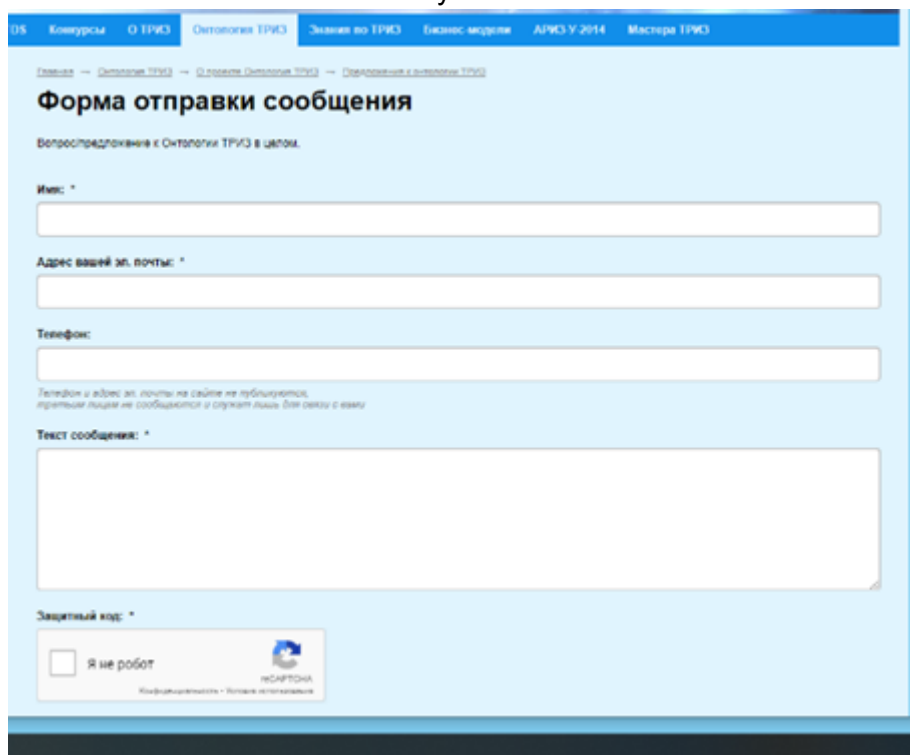 OS Конкурсы О ТРИЗ Онтология ТРИЗ Знания по ТРИЗ Бизнес-модели АРИЗ-У-2014 Мастера ТРИЗ
Главная → Онтология ТРИЗ → О проекте Онтология ТРИЗ → Предложения к онтологии ТРИЗ
Форма отправки сообщения
Вопрос/предложение к Онтологии ТРИЗ в целом.
Имя: *
Адрес вашей эл. почты: *
Телефон:
Телефон и адрес эл. почты на сайте не публикуются,
третьим лицам не сообщаются и служат лишь для связи с вами
Текст сообщения: *
Защитный код: *
Я не робот
reCAPTCHA
Конфиденциальность - Условия использования